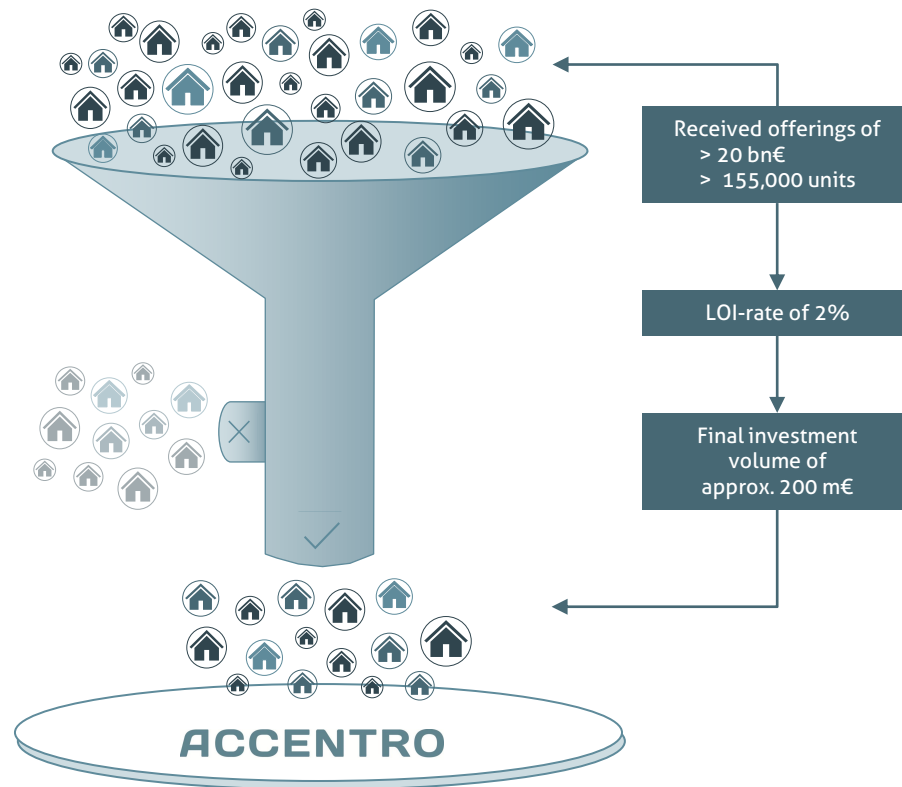 Received offerings of
> 20 bn€
> 155,000 units
LOI-rate of 2%
Final investment
volume of
approx. 200 m€
ACCENTRO